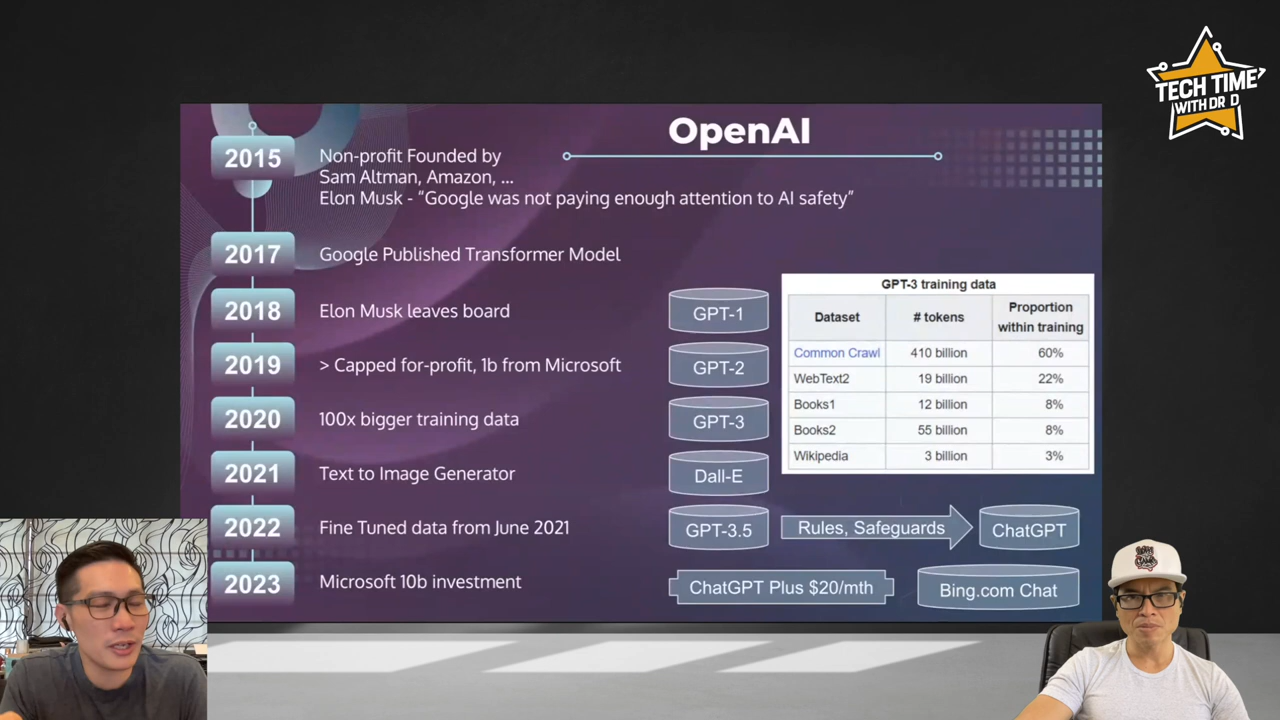 TECH TIME
WITH DR D
OpenAI
2015
Non-profit Founded by
Sam Altman, Amazon, ...
Elon Musk - “Google was not paying enough attention to AI safety”
2017
Google Published Transformer Model
2018
Elon Musk leaves board
GPT-1
2019
> Capped for-profit, 1b from Microsoft
GPT-2
2020
100x bigger training data
GPT-3
2021
Text to Image Generator
Dall-E
2022
Fine Tuned data from June 2021
GPT-3.5
Rules, Safeguards
ChatGPT
2023
Microsoft 10b investment
ChatGPT Plus $20/mth
Bing.com Chat
GPT-3 training data
Dataset # tokens Proportion within training
Common Crawl 410 billion 60%
WebText2 19 billion 22%
Books1 12 billion 8%
Books2 55 billion 8%
Wikipedia 3 billion 3%